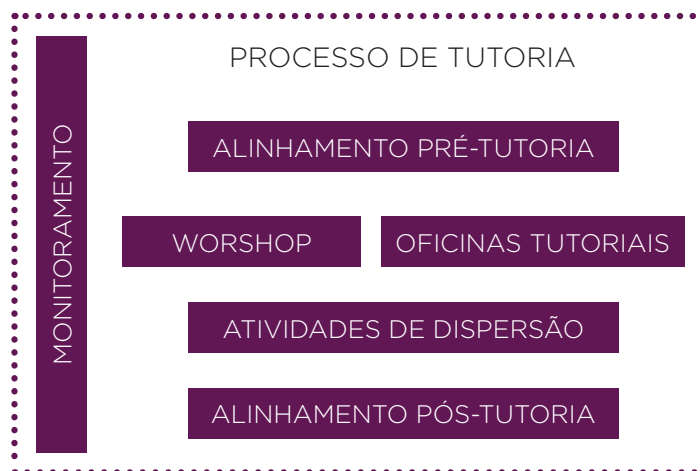 PROCESSO DE TUTORIA
MONITORAMENTO
ALINHAMENTO PRÉ-TUTORIA
WORSHOP
OFICINAS TUTORIAIS
ATIVIDADES DE DISPERSÃO
ALINHAMENTO PÓS-TUTORIA